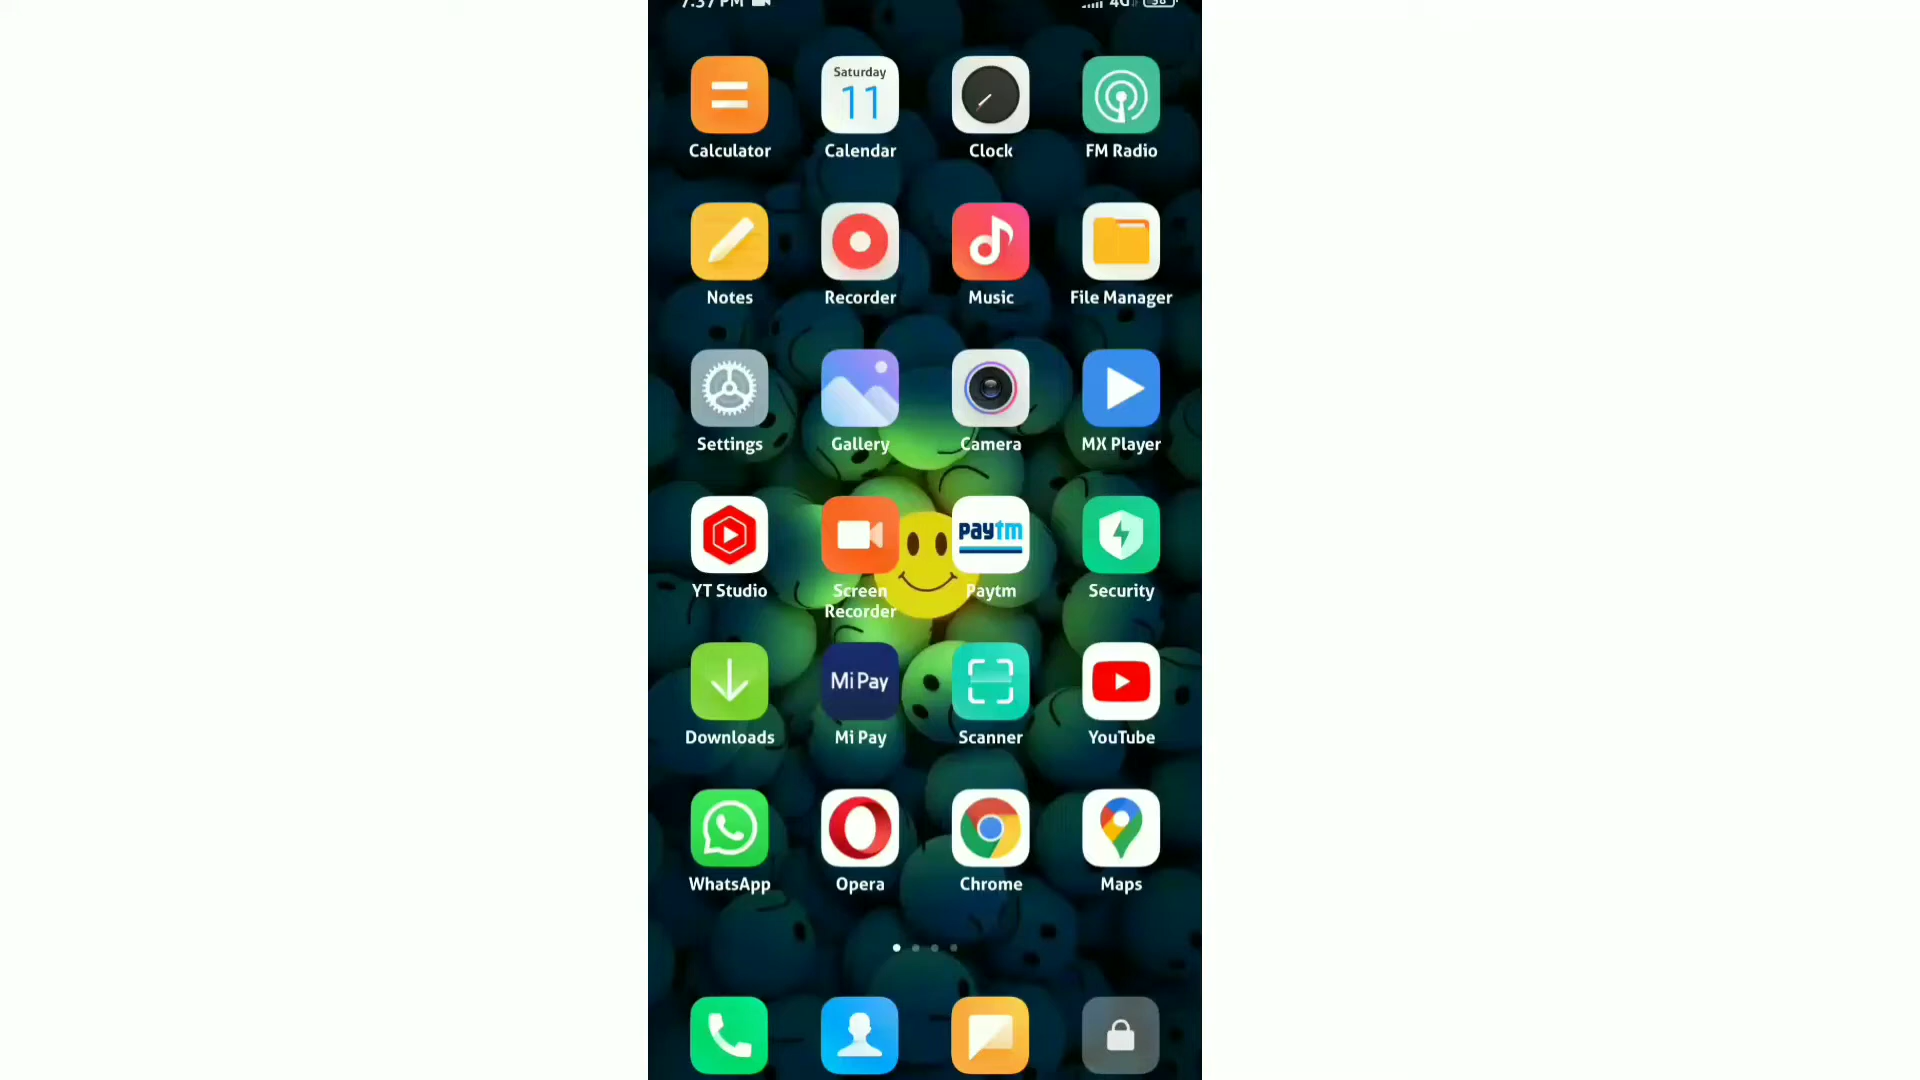 7:37 PM
4G
Saturday
11
Calculator
Calendar
Clock
FM Radio
Notes
Recorder
Music
File Manager
Settings
Gallery
Camera
MX Player
paytm
YT Studio
Screen
Recorder
Paytm
Security
Mi Pay
Downloads
Mi Pay
Scanner
YouTube
WhatsApp
Opera
Chrome
Maps